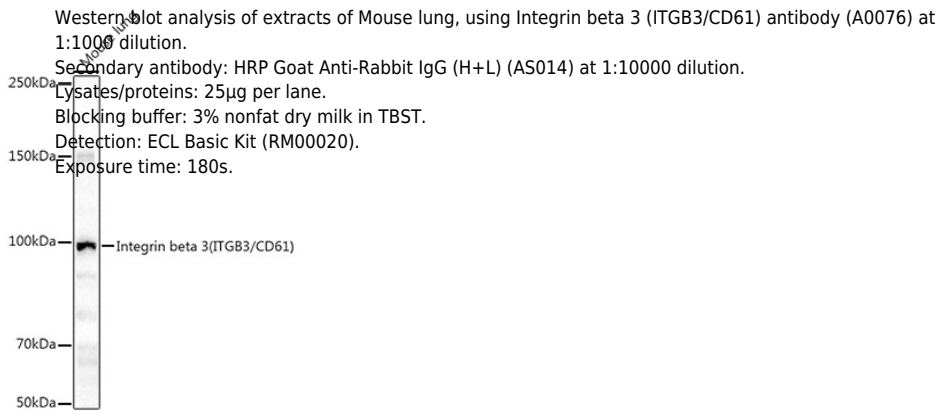 Western blot analysis of extracts of Mouse lung, using Integrin beta 3 (ITGB3/CD61) antibody (A0076) at
1:1000 dilution.
Secondary antibody: HRP Goat Anti-Rabbit IgG (H+L) (AS014) at 1:10000 dilution.
Lysates/proteins: 25μg per lane.
Blocking buffer: 3% nonfat dry milk in TBST.
Detection: ECL Basic Kit (RM00020).
Exposure time: 180s.
Mouse lung
250kDa
150kDa
100kDa
Integrin beta 3(ITGB3/CD61)
70kDa
50kDa